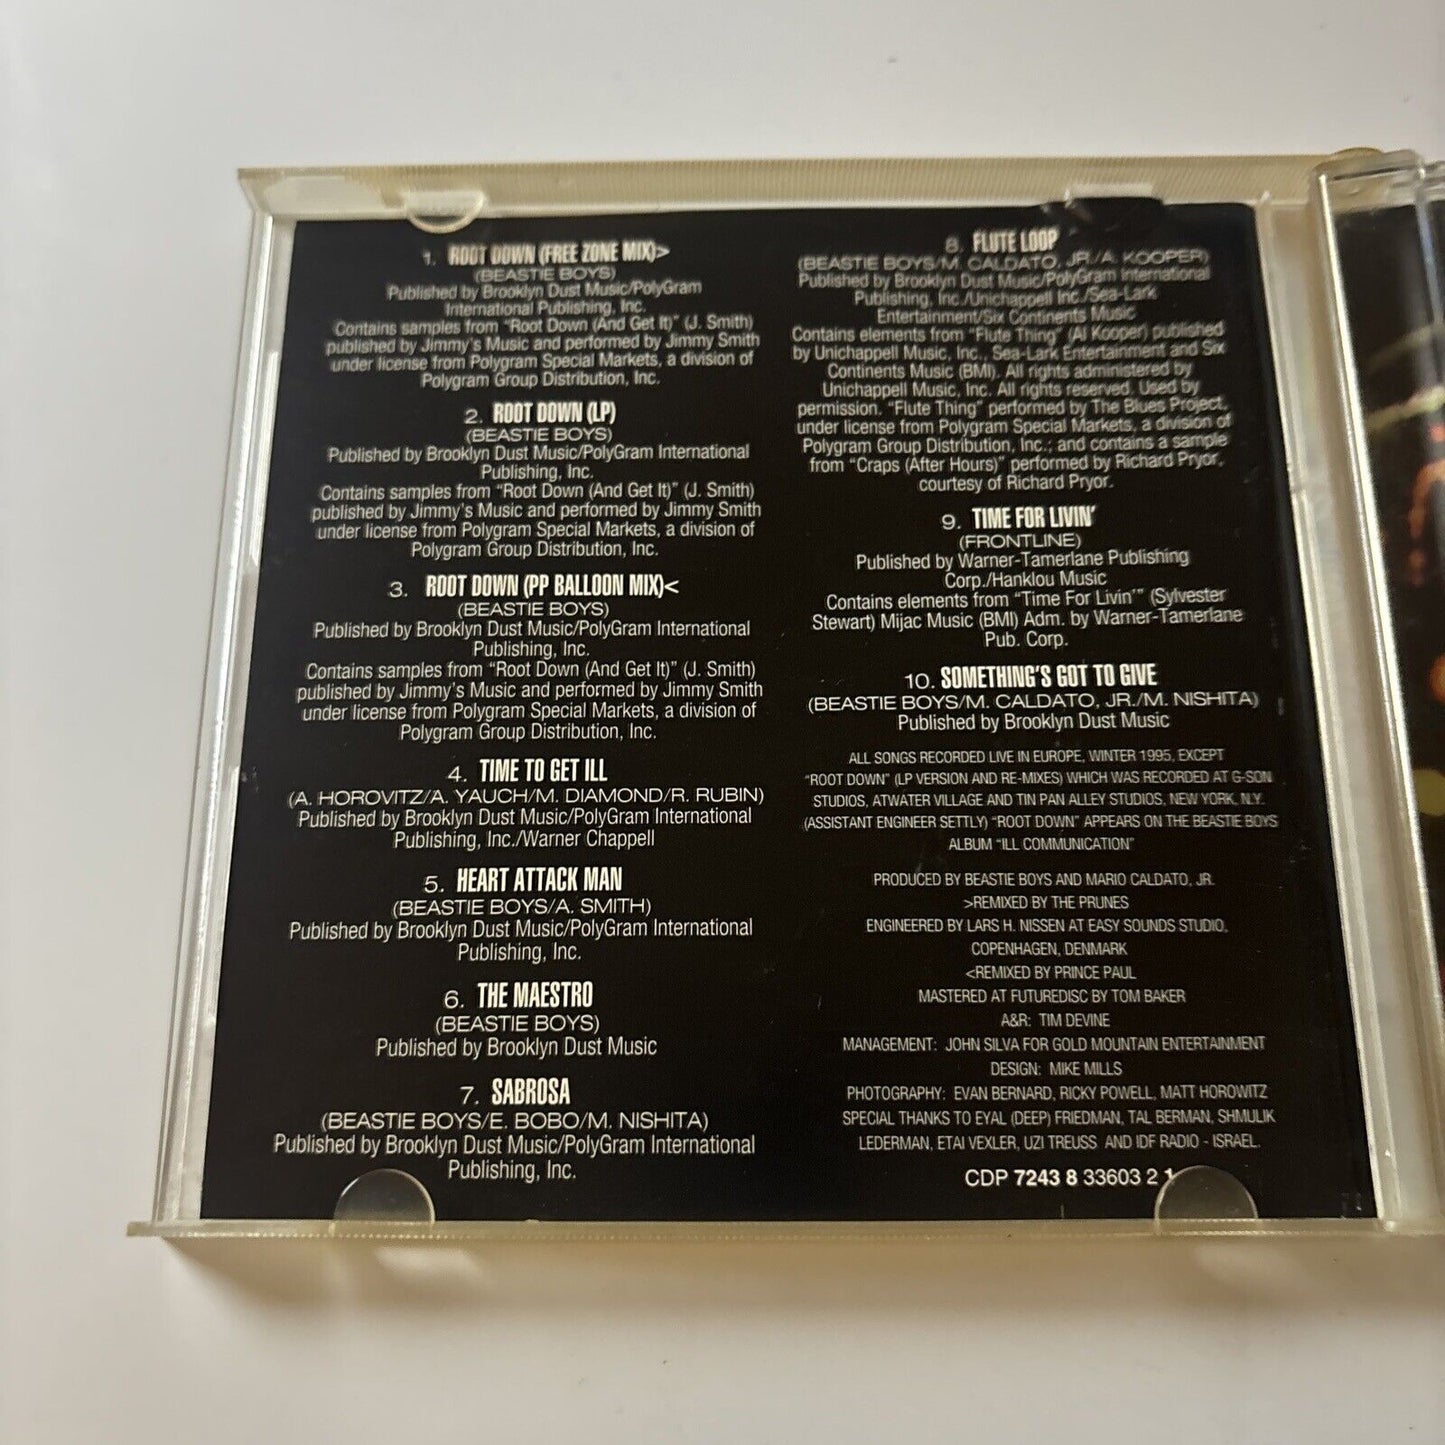 1. ROOT DOWN (FREE ZONE MIX)>
(BEASTIE BOYS)
Published by Brooklyn Dust Music/PolyGram
International Publishing, Inc.
Contains samples from "Root Down (And Get It)" (J. Smith)
published by Jimmy's Music and performed by Jimmy Smith
under license from Polygram Special Markets, a division of
Polygram Group Distribution, Inc.
2. ROOT DOWN (LP)
(BEASTIE BOYS)
Published by Brooklyn Dust Music/PolyGram International
Publishing, Inc.
Contains samples from "Root Down (And Get It)" (J. Smith)
published by Jimmy's Music and performed by Jimmy Smith
under license from Polygram Special Markets, a division of
Polygram Group Distribution, Inc.
3. ROOT DOWN (PP BALLOON MIX)<
(BEASTIE BOYS)
Published by Brooklyn Dust Music/PolyGram International
Publishing, Inc.
Contains samples from "Root Down (And Get It)" (J. Smith)
published by Jimmy's Music and performed by Jimmy Smith
under license from Polygram Special Markets, a division of
Polygram Group Distribution, Inc.
4. TIME TO GET ILL
(A. HOROVITZ/A. YAUCH/M. DIAMOND/R. RUBIN)
Published by Brooklyn Dust Music/PolyGram International
Publishing, Inc./Warner Chappell
5. HEART ATTACK MAN
(BEASTIE BOYS/A. SMITH)
Published by Brooklyn Dust Music/PolyGram International
Publishing, Inc.
6. THE MAESTRO
(BEASTIE BOYS)
Published by Brooklyn Dust Music
7. SABROSA
(BEASTIE BOYS/E. BOBO/M. NISHITA)
Published by Brooklyn Dust Music/PolyGram International
Publishing, Inc.
8. FLUTE LOOP
(BEASTIE BOYS/M. CALDATO, JR./A. KOOPER)
Published by Brooklyn Dust Music/PolyGram International
Publishing, Inc./Unichappell Inc./Sea-Lark
Entertainment/Six Continents Music
Contains elements from "Flute Thing" (Al Kooper) published
by Unichappell Music, Inc., Sea-Lark Entertainment and Six
Continents Music (BMI). All rights administered by
Unichappell Music, Inc. All rights reserved. Used by
permission. "Flute Thing" performed by The Blues Project,
under license from Polygram Special Markets, a division of
Polygram Group Distribution, Inc.; and contains a sample
from "Craps (After Hours)" performed by Richard Pryor,
courtesy of Richard Pryor.
9. TIME FOR LIVIN'
(FRONTLINE)
Published by Warner-Tamerlane Publishing
Corp./Hanklou Music
Contains elements from "Time For Livin'" (Sylvester
Stewart) Mijac Music (BMI) Adm. by Warner-Tamerlane
Pub. Corp.
10. SOMETHING'S GOT TO GIVE
(BEASTIE BOYS/M. CALDATO, JR./M. NISHITA)
Published by Brooklyn Dust Music
ALL SONGS RECORDED LIVE IN EUROPE, WINTER 1995, EXCEPT
"ROOT DOWN" (LP VERSION AND RE-MIXES) WHICH WAS RECORDED AT G-SON
STUDIOS, ATWATER VILLAGE AND TIN PAN ALLEY STUDIOS, NEW YORK, N.Y.
(ASSISTANT ENGINEER SETTLY) "ROOT DOWN" APPEARS ON THE BEASTIE BOYS
ALBUM "ILL COMMUNICATION"
PRODUCED BY BEASTIE BOYS AND MARIO CALDATO, JR.
>REMIXED BY THE PRUNES
ENGINEERED BY LARS H. NISSEN AT EASY SOUNDS STUDIO,
COPENHAGEN, DENMARK
<REMIXED BY PRINCE PAUL
MASTERED AT FUTUREDISC BY TOM BAKER
A&R: TIM DEVINE
MANAGEMENT: JOHN SILVA FOR GOLD MOUNTAIN ENTERTAINMENT
DESIGN: MIKE MILLS
PHOTOGRAPHY: EVAN BERNARD, RICKY POWELL, MATT HOROWITZ
SPECIAL THANKS TO EYAL (DEEP) FRIEDMAN, TAL BERMAN, SHMULIK
LEDERMAN, ETAI VEXLER, UZI TREUSS AND IDF RADIO - ISRAEL.
CDP 7243 8 33603 2 1